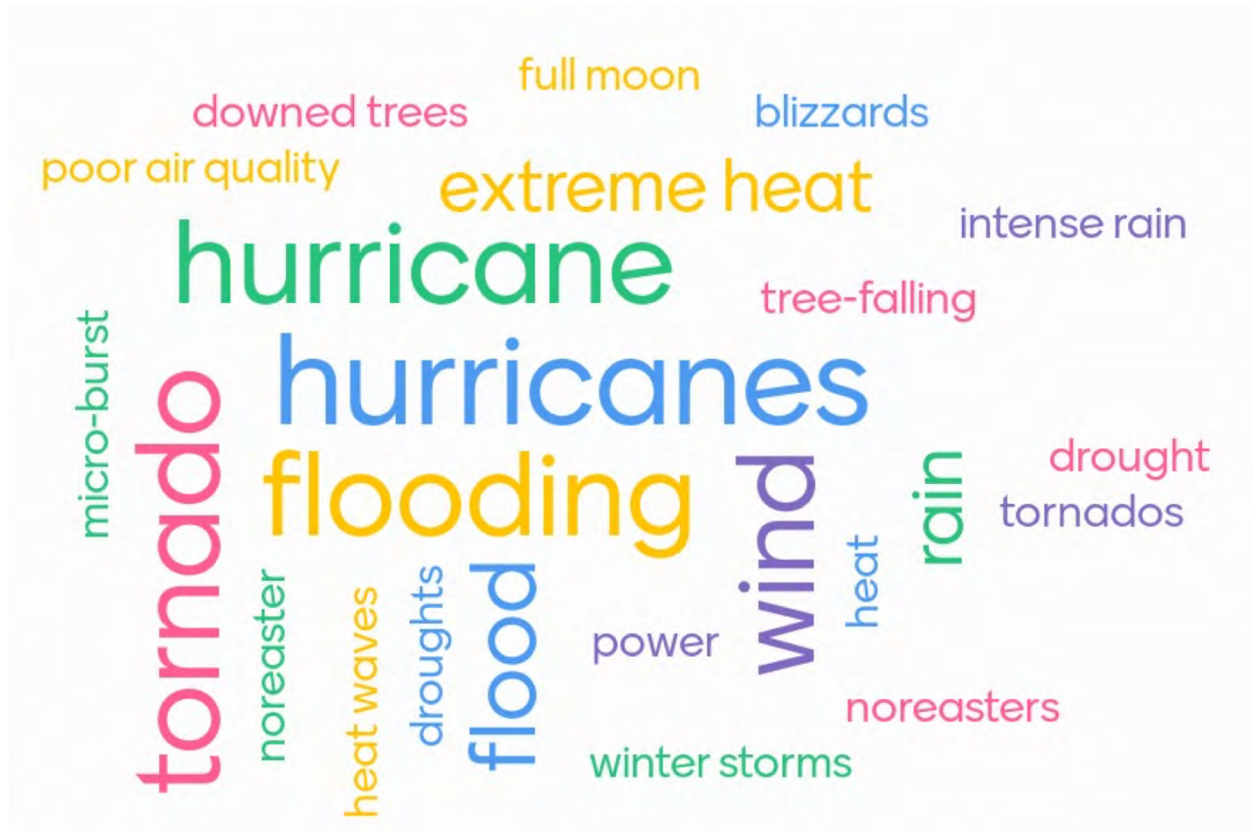 full moon
downed trees
blizzards
poor air quality
extreme heat
intense rain
hurricane
tree-falling
micro-burst
hurricanes
tornado
flooding
wind
rain
drought
tornados
heat
noreaster
heat waves
droughts
flood
power
noreasters
winter storms